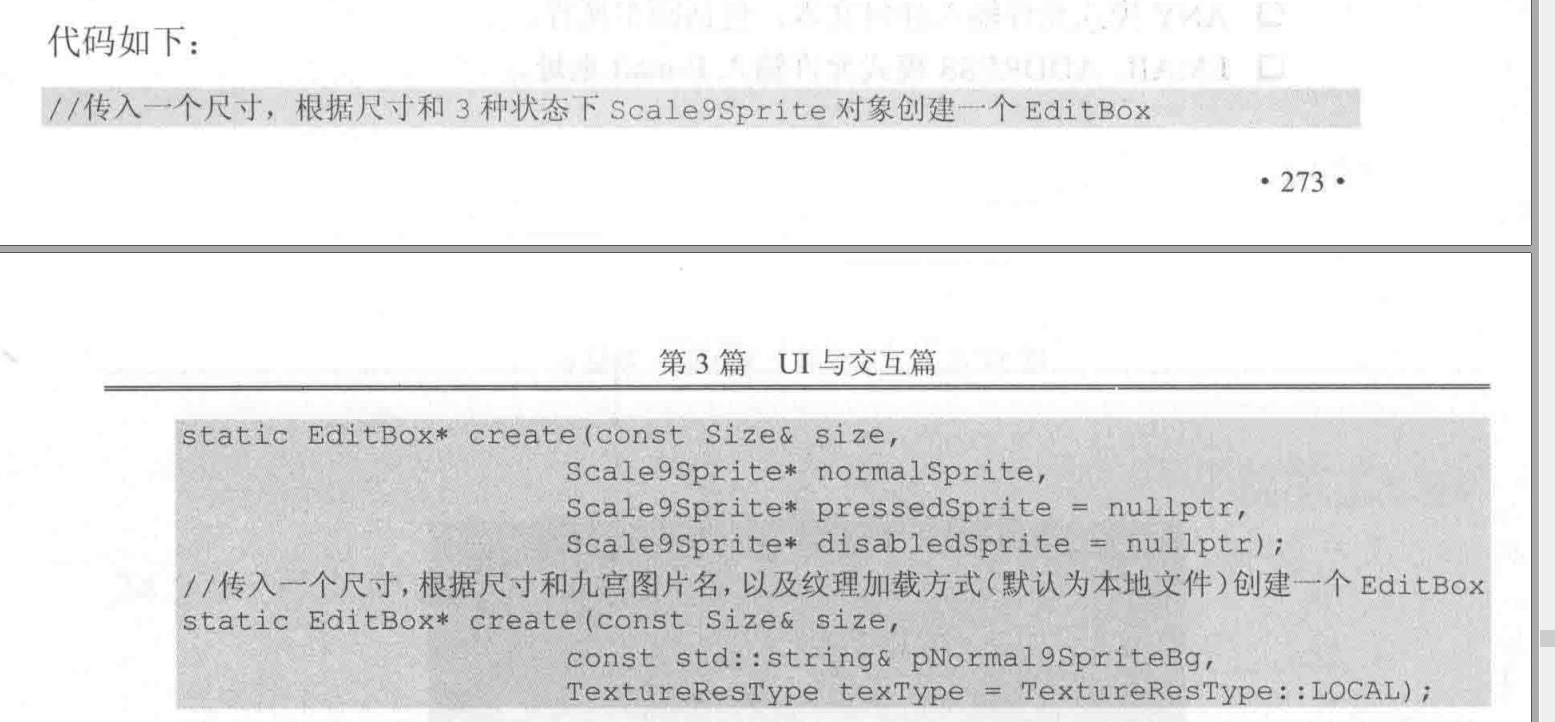 代码如下：
//传入一个尺寸，根据尺寸和 3 种状态下 Scale9Sprite 对象创建一个 EditBox
• 273 •
第 3 篇　UI 与交互篇
static EditBox* create(const Size& size,
Scale9Sprite* normalSprite,
Scale9Sprite* pressedSprite = nullptr,
Scale9Sprite* disabledSprite = nullptr);
//传入一个尺寸，根据尺寸和九宫图片名，以及纹理加载方式（默认为本地文件）创建一个 EditBox
static EditBox* create(const Size& size,
const std::string& pNormal9SpriteBg,
TextureResType texType = TextureResType::LOCAL);